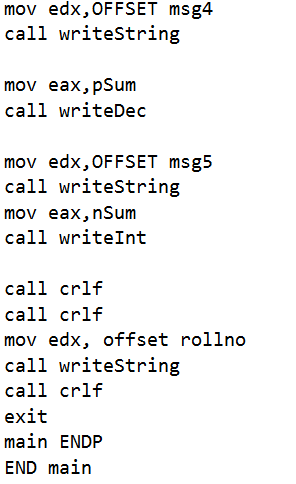 mov edx,OFFSET msg4
call writeString
mov eax,pSum
call writeDec
mov edx,OFFSET msg5
call writeString
mov eax,nSum
call writeInt
call crlf
call crlf
mov edx, offset rollno
call writeString
call crlf
exit
main ENDP
END main